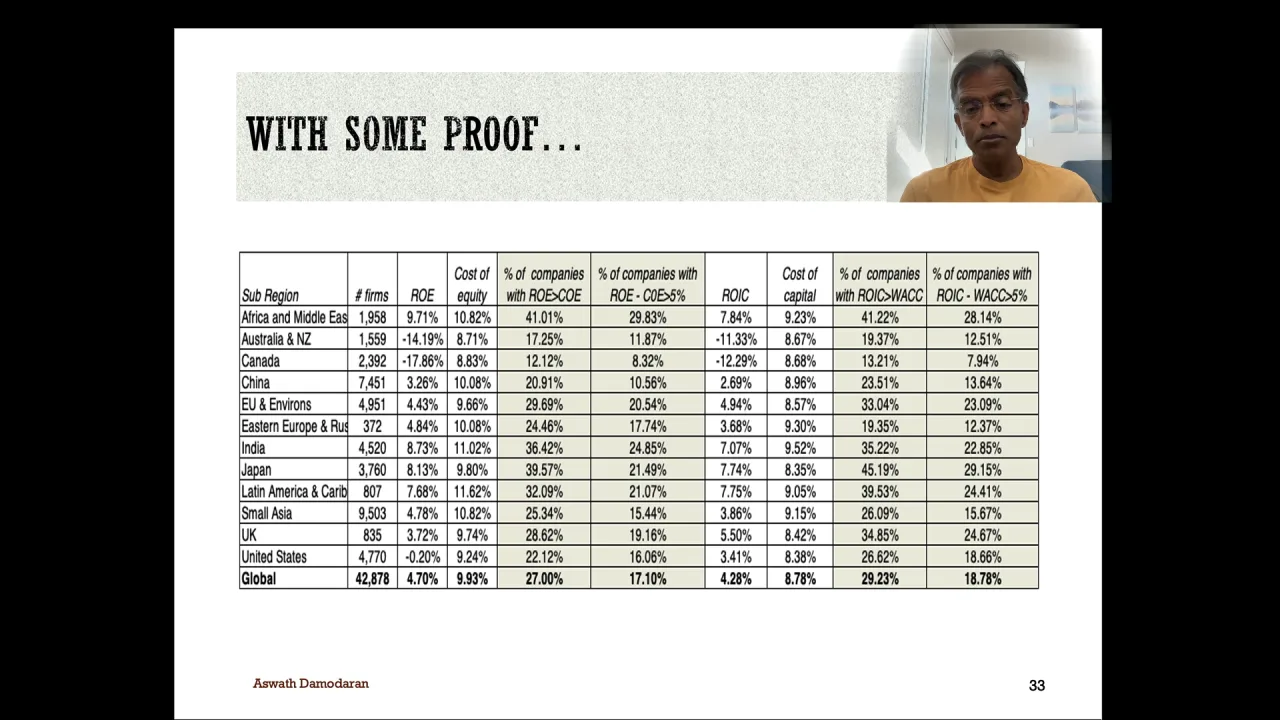 WITH SOME PROOF...
Cost of % of companies % of companies with Cost of % of companies % of companies with
Sub Region # firms ROE equity with ROE>COE ROE - C0E>5% ROIC capital with ROIC>WACC ROIC - WACC>5%
Africa and Middle Eas 1,958 9.71% 10.82% 41.01% 29.83% 7.84% 9.23% 41.22% 28.14%
Australia & NZ 1,559 -14.19% 8.71% 17.25% 11.87% -11.33% 8.67% 19.37% 12.51%
Canada 2,392 -17.86% 8.83% 12.12% 8.32% -12.29% 8.68% 13.21% 7.94%
China 7,451 3.26% 10.08% 20.91% 10.56% 2.69% 8.96% 23.51% 13.64%
EU & Environs 4,951 4.43% 9.66% 29.69% 20.54% 4.94% 8.57% 33.04% 23.09%
Eastern Europe & Rus 372 4.84% 10.08% 24.46% 17.74% 3.68% 9.30% 19.35% 12.37%
India 4,520 8.73% 11.02% 36.42% 24.85% 7.07% 9.52% 35.22% 22.85%
Japan 3,760 8.13% 9.80% 39.57% 21.49% 7.74% 8.35% 45.19% 29.15%
Latin America & Carib 807 7.68% 11.62% 32.09% 21.07% 7.75% 9.05% 39.53% 24.41%
Small Asia 9,503 4.78% 10.82% 25.34% 15.44% 3.86% 9.15% 26.09% 15.67%
UK 835 3.72% 9.74% 28.62% 19.16% 5.50% 8.42% 34.85% 24.67%
United States 4,770 -0.20% 9.24% 22.12% 16.06% 3.41% 8.38% 26.62% 18.66%
Global 42,878 4.70% 9.93% 27.00% 17.10% 4.28% 8.78% 29.23% 18.78%
Aswath Damodaran 33